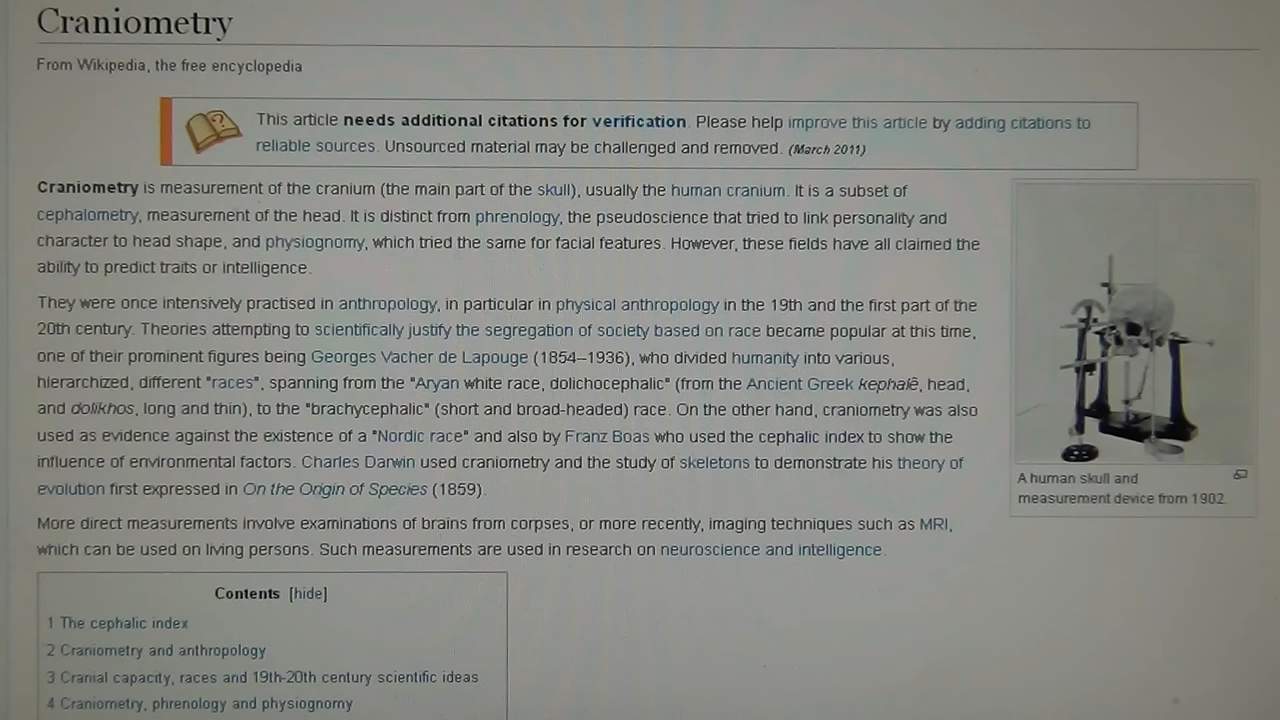 Craniometry
From Wikipedia, the free encyclopedia
This article needs additional citations for verification. Please help improve this article by adding citations to
reliable sources. Unsourced material may be challenged and removed. (March 2011)
Craniometry is measurement of the cranium (the main part of the skull), usually the human cranium. It is a subset of
cephalometry, measurement of the head. It is distinct from phrenology, the pseudoscience that tried to link personality and
character to head shape, and physiognomy, which tried the same for facial features. However, these fields have all claimed the
ability to predict traits or intelligence.
They were once intensively practised in anthropology, in particular in physical anthropology in the 19th and the first part of the
20th century. Theories attempting to scientifically justify the segregation of society based on race became popular at this time,
one of their prominent figures being Georges Vacher de Lapouge (1854–1936), who divided humanity into various,
hierarchized, different "races", spanning from the "Aryan white race, dolichocephalic" (from the Ancient Greek kephalê, head,
and dolikhos, long and thin), to the "brachycephalic" (short and broad-headed) race. On the other hand, craniometry was also
used as evidence against the existence of a "Nordic race" and also by Franz Boas who used the cephalic index to show the
influence of environmental factors. Charles Darwin used craniometry and the study of skeletons to demonstrate his theory of
evolution first expressed in On the Origin of Species (1859).
More direct measurements involve examinations of brains from corpses, or more recently, imaging techniques such as MRI,
which can be used on living persons. Such measurements are used in research on neuroscience and intelligence.
A human skull and
measurement device from 1902.
Contents [hide]
1 The cephalic index
2 Craniometry and anthropology
3 Cranial capacity, races and 19th-20th century scientific ideas
4 Craniometry, phrenology and physiognomy